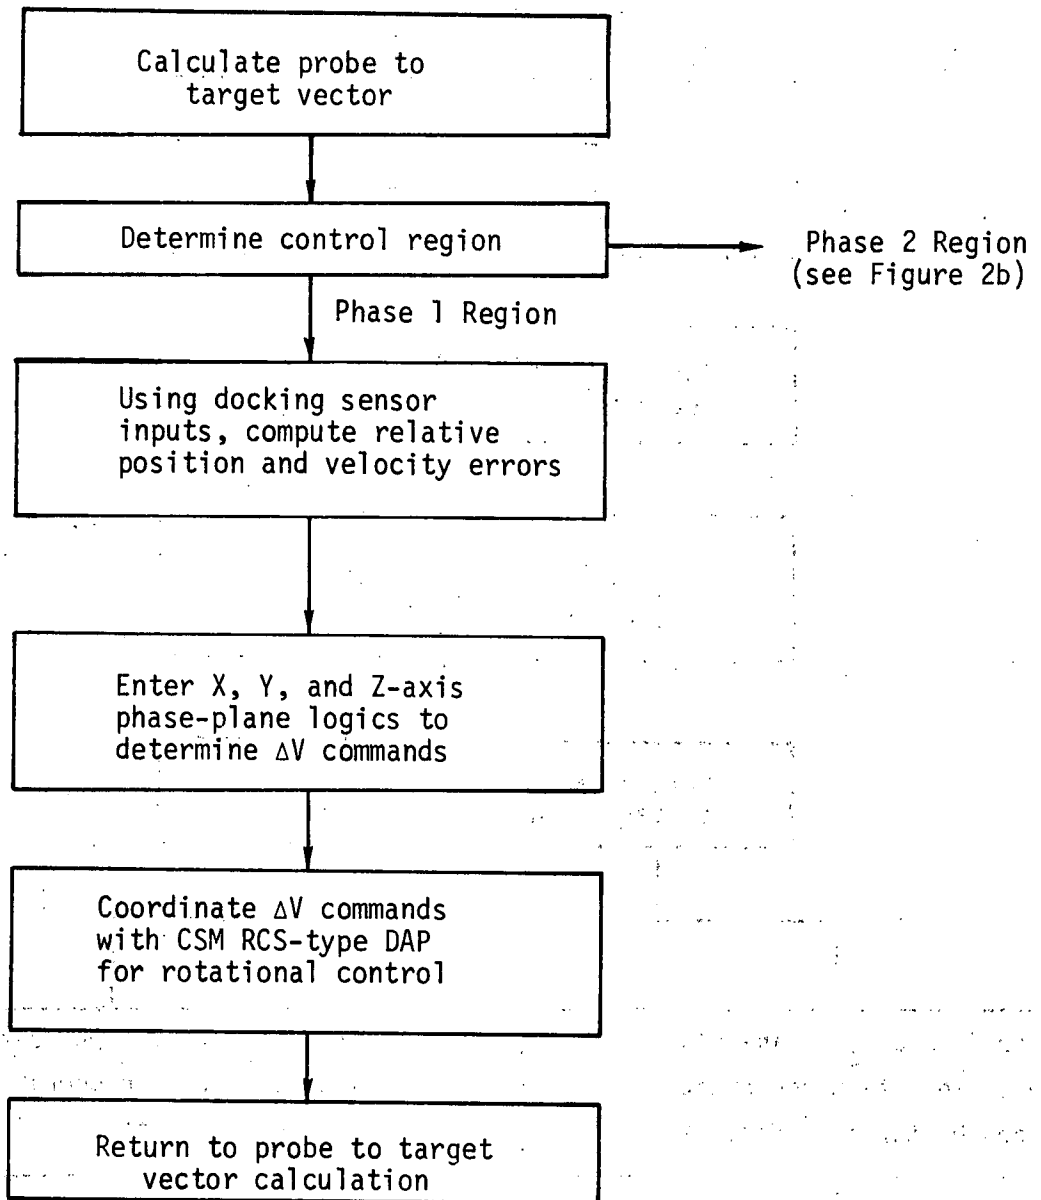 Calculate probe to
target vector
Determine control region
Phase 2 Region
(see Figure 2b)
Phase 1 Region
Using docking sensor
inputs, compute relative
position and velocity errors
Enter X, Y, and Z-axis
phase-plane logics to
determine ΔV commands
Coordinate ΔV commands
with CSM RCS-type DAP
for rotational control
Return to probe to target
vector calculation